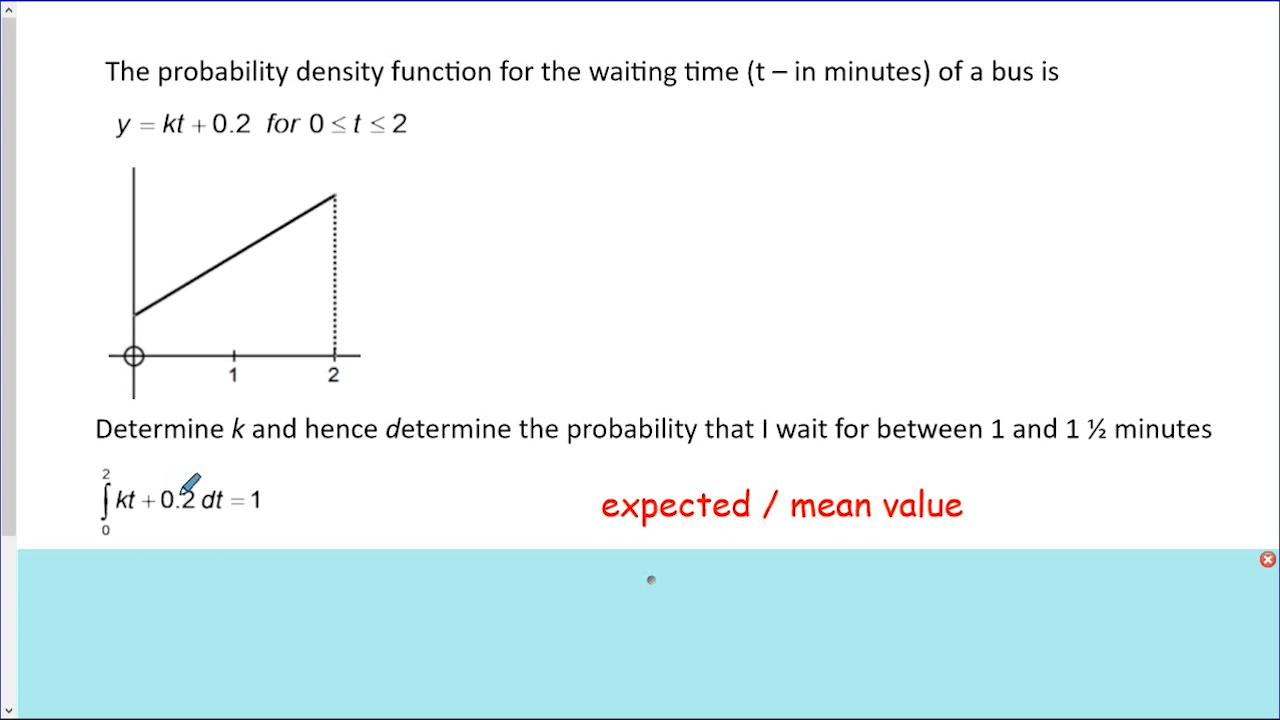 The probability density function for the waiting time (t – in minutes) of a bus is
y = kt + 0.2 for 0 ≤ t ≤ 2
1 2
Determine k and hence determine the probability that I wait for between 1 and 1 ½ minutes
2
∫ kt + 0.2 dt = 1
0
expected / mean value